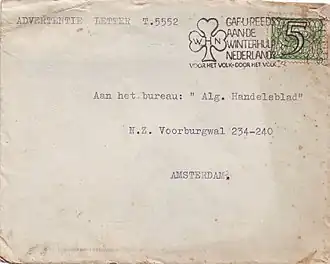 ADVERTENTIE LETTER T.5552
W H N
GAF U REEDS
AAN DE
WINTERHULP
NEDERLAND?
VOOR HET VOLK-DOOR HET VOLK
5
Aan het bureau: " Alg. Handelsblad"
N.Z. Voorburgwal 234-240
AMSTERDAM.